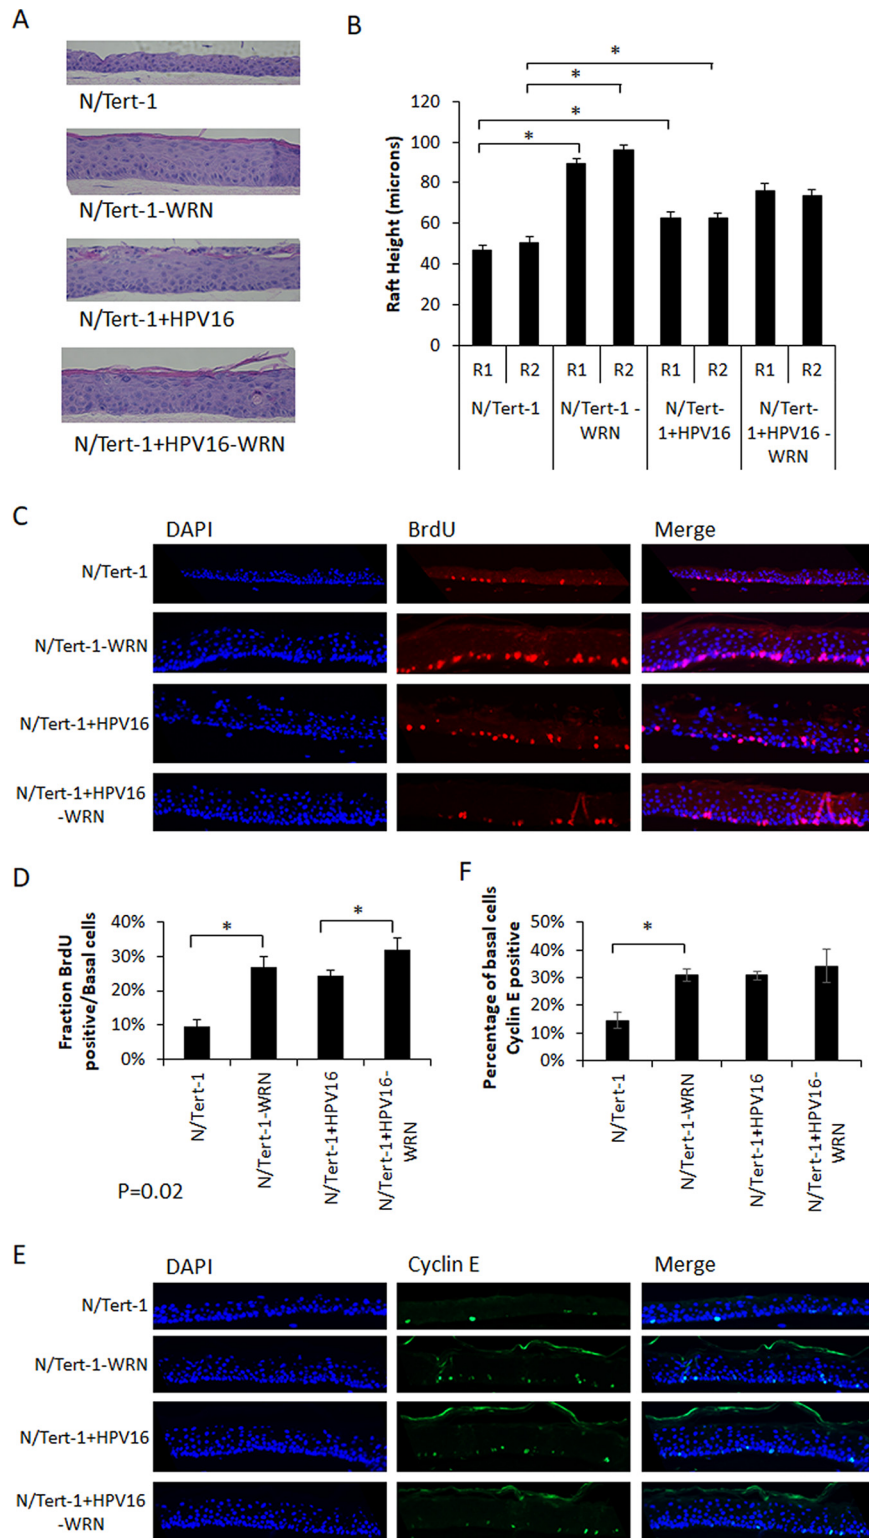 A
N/Tert-1
N/Tert-1-WRN
N/Tert-1+HPV16
N/Tert-1+HPV16-WRN
B
*
*
*
*
Raft Height (microns)
120
100
80
60
40
20
0
R1 R2 R1 R2 R1 R2 R1 R2
N/Tert-1
N/Tert-1 -
WRN
N/Tert-
1+HPV16
N/Tert-
1+HPV16 -
WRN
C
DAPI BrdU Merge
N/Tert-1
N/Tert-1-WRN
N/Tert-1+HPV16
N/Tert-1+HPV16
-WRN
D
Fraction BrdU
positive/Basal cells
40%
30%
20%
10%
0%
*
*
N/Tert-1
N/Tert-1-WRN
N/Tert-1+HPV16
N/Tert-1+HPV16-
WRN
P=0.02
F
Percentage of basal cells
Cyclin E positive
50%
40%
30%
20%
10%
0%
*
N/Tert-1
N/Tert-1-WRN
N/Tert-1+HPV16
N/Tert-1+HPV16-
WRN
E
DAPI Cyclin E Merge
N/Tert-1
N/Tert-1-WRN
N/Tert-1+HPV16
N/Tert-1+HPV16
-WRN